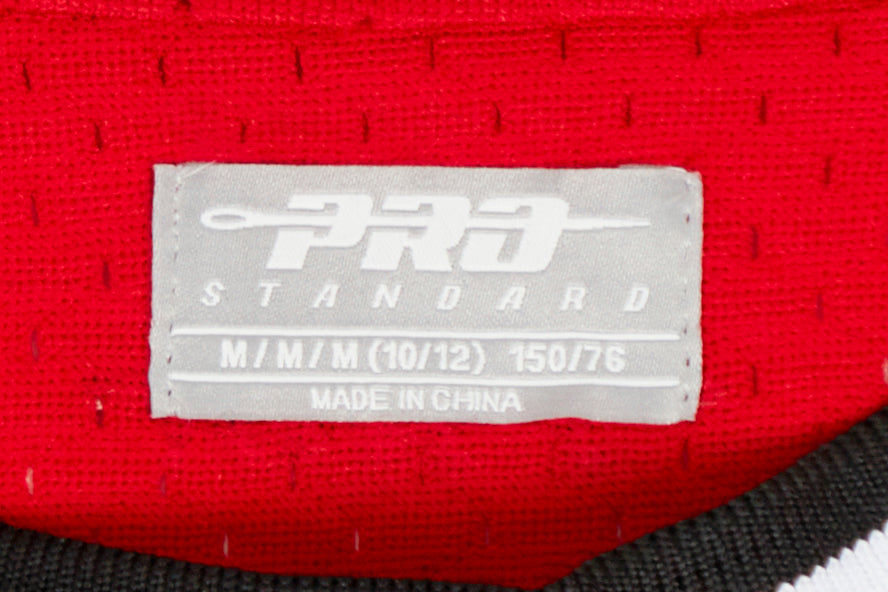 PRO
STANDARD
M/M/M (10/12) 150/76
MADE IN CHINA